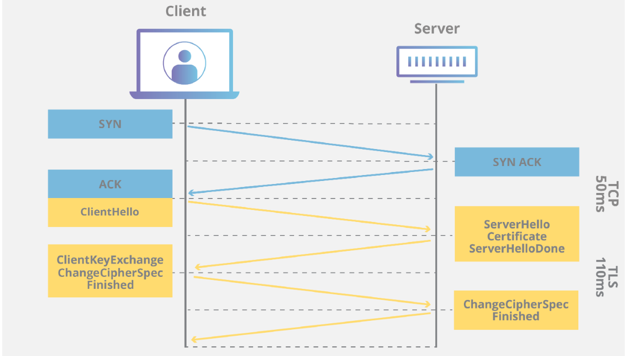 Client
Server
SYN
SYN ACK
ACK
ClientHello
ServerHello
Certificate
ServerHelloDone
ClientKeyExchange
ChangeCipherSpec
Finished
ChangeCipherSpec
Finished
TCP
50ms
TLS
110ms